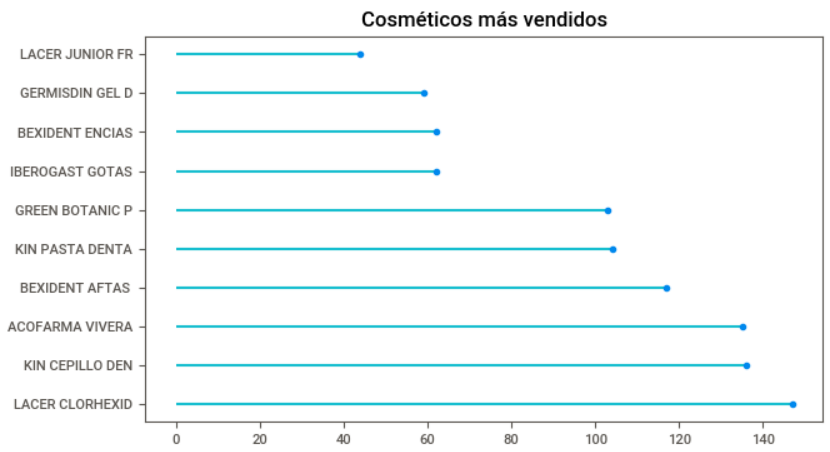 Cosméticos más vendidos
LACER JUNIOR FR
GERMISDIN GEL D
BEXIDENT ENCIAS
IBEROGAST GOTAS
GREEN BOTANIC P
KIN PASTA DENTA
BEXIDENT AFTAS
ACOFARMA VIVERA
KIN CEPILLO DEN
LACER CLORHEXID
0 20 40 60 80 100 120 140